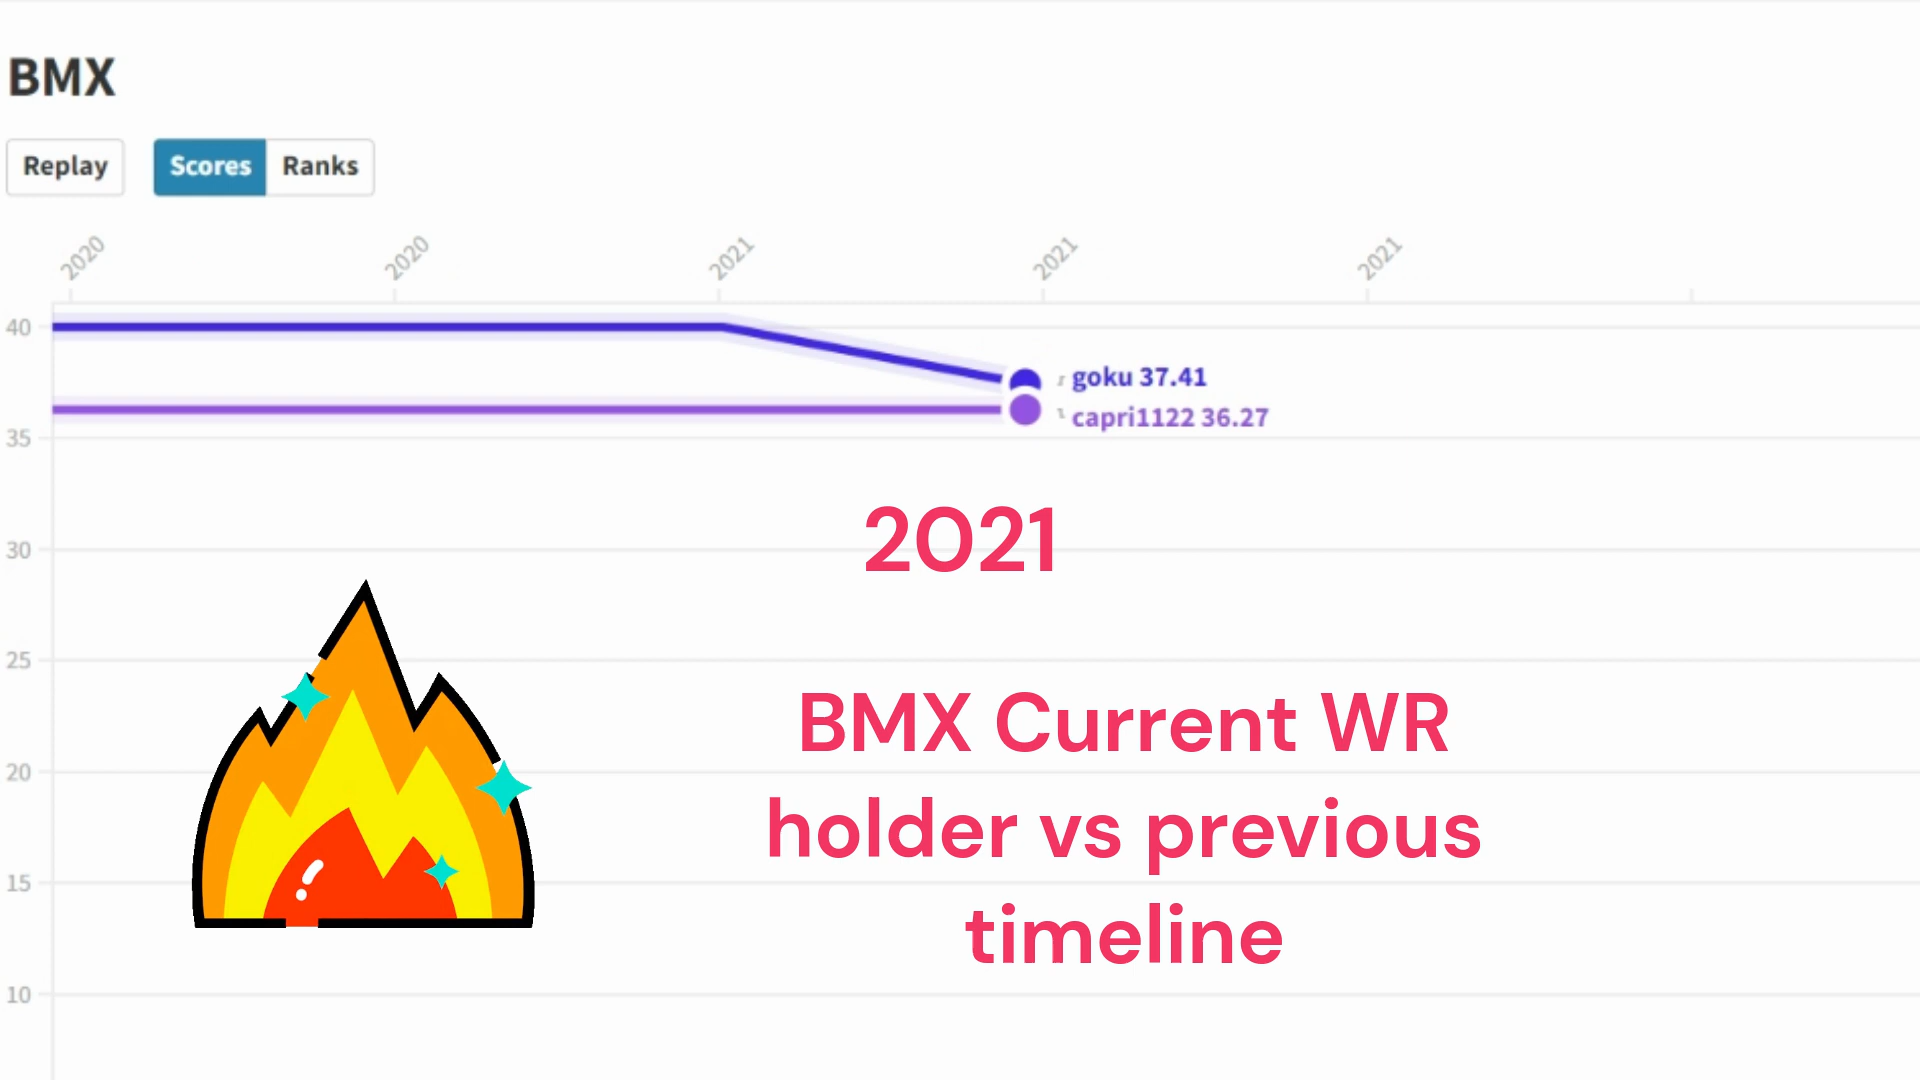 BMX
Replay Scores Ranks
2020 2020 2021 2021 2021
40
goku 37.41
capri1122 36.27
35
2021
30
25
BMX Current WR
20
holder vs previous
15
timeline
10